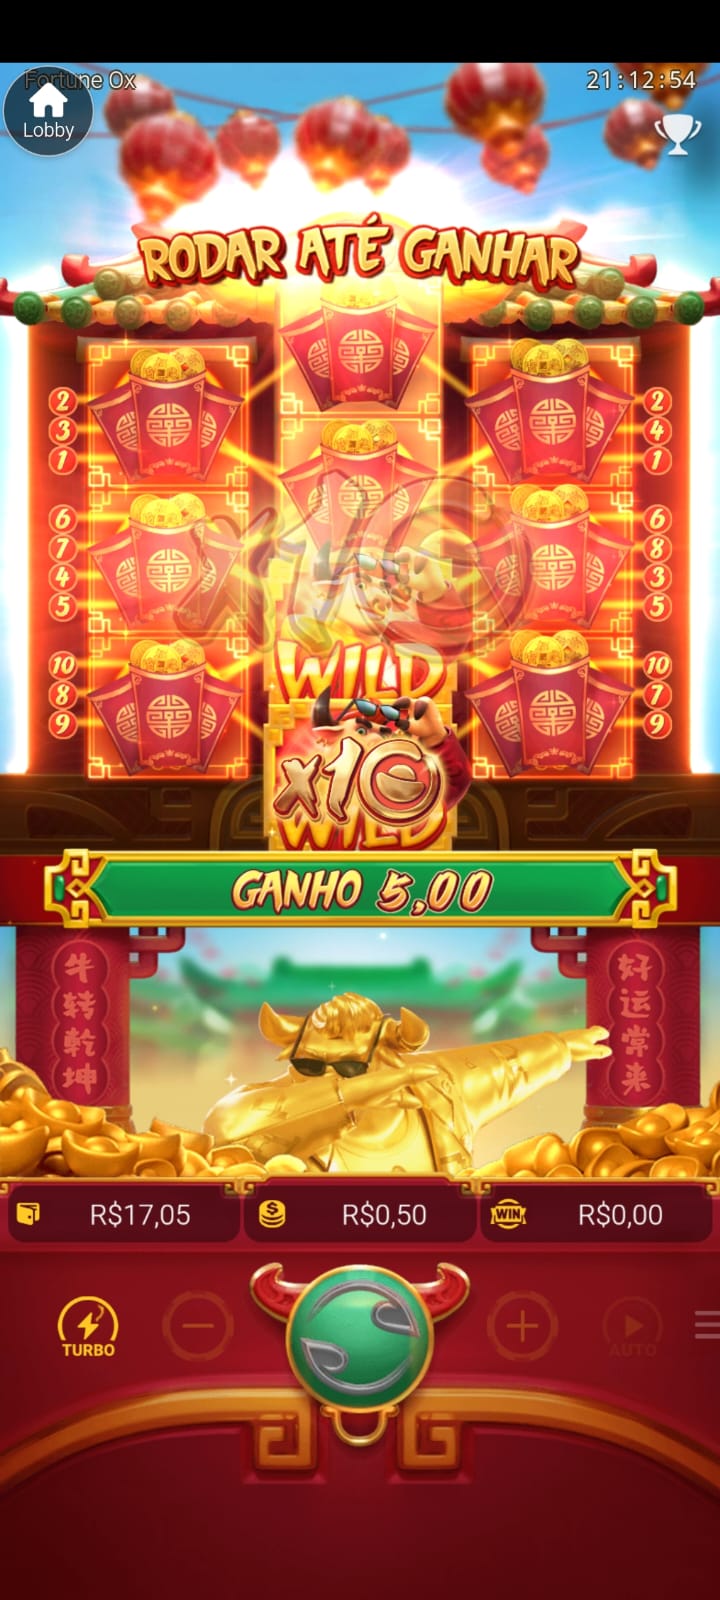 Fortune Ox
21:12:54
Lobby
RODAR ATÉ GANHAR
2
2
3
4
1
1
6
6
7
8
4
3
5
5
10
10
8
7
9
9
x10
WILD
x10
WILD
GANHO 5,00
牛转乾坤
好运常来
R$17,05
R$0,50
WIN
R$0,00
TURBO
AUTO